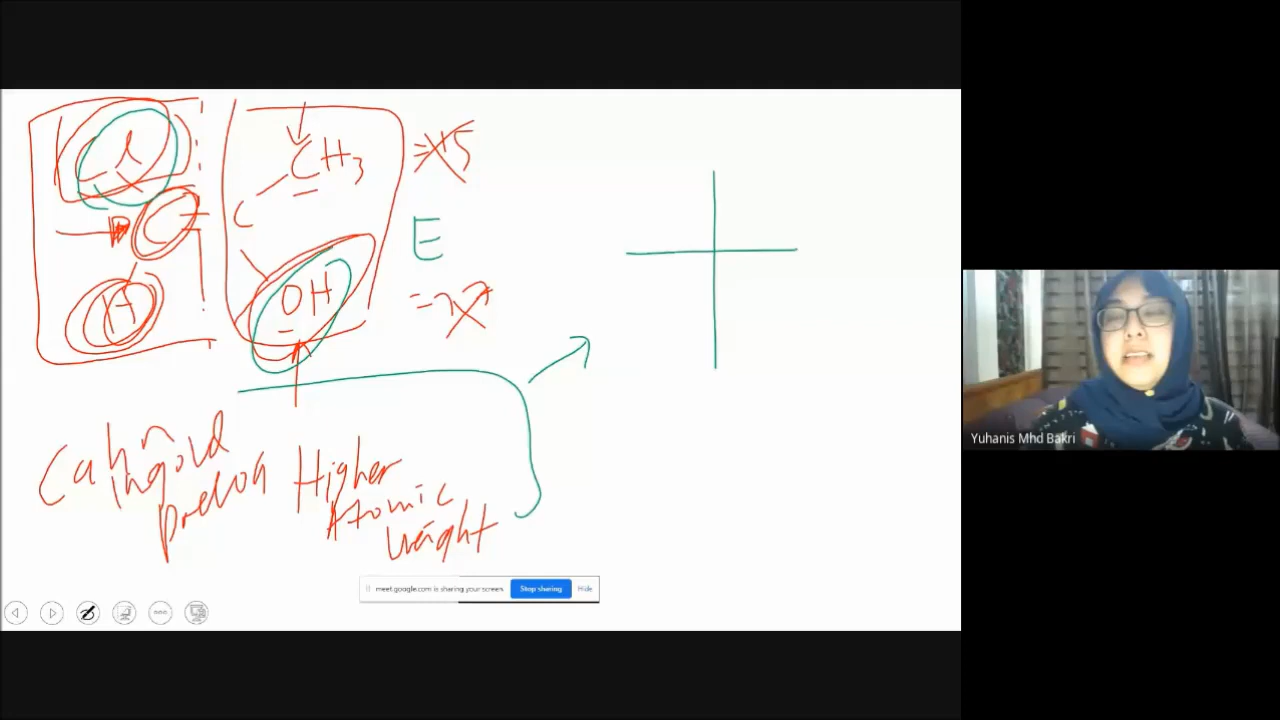 CH3
=X15
C
C
E
H
OH
Cahn
Ingold
prelog
Higher
Atomic
weight
meet.google.com is sharing your screen. Stop sharing Hide
Yuhanis Mhd Bakri